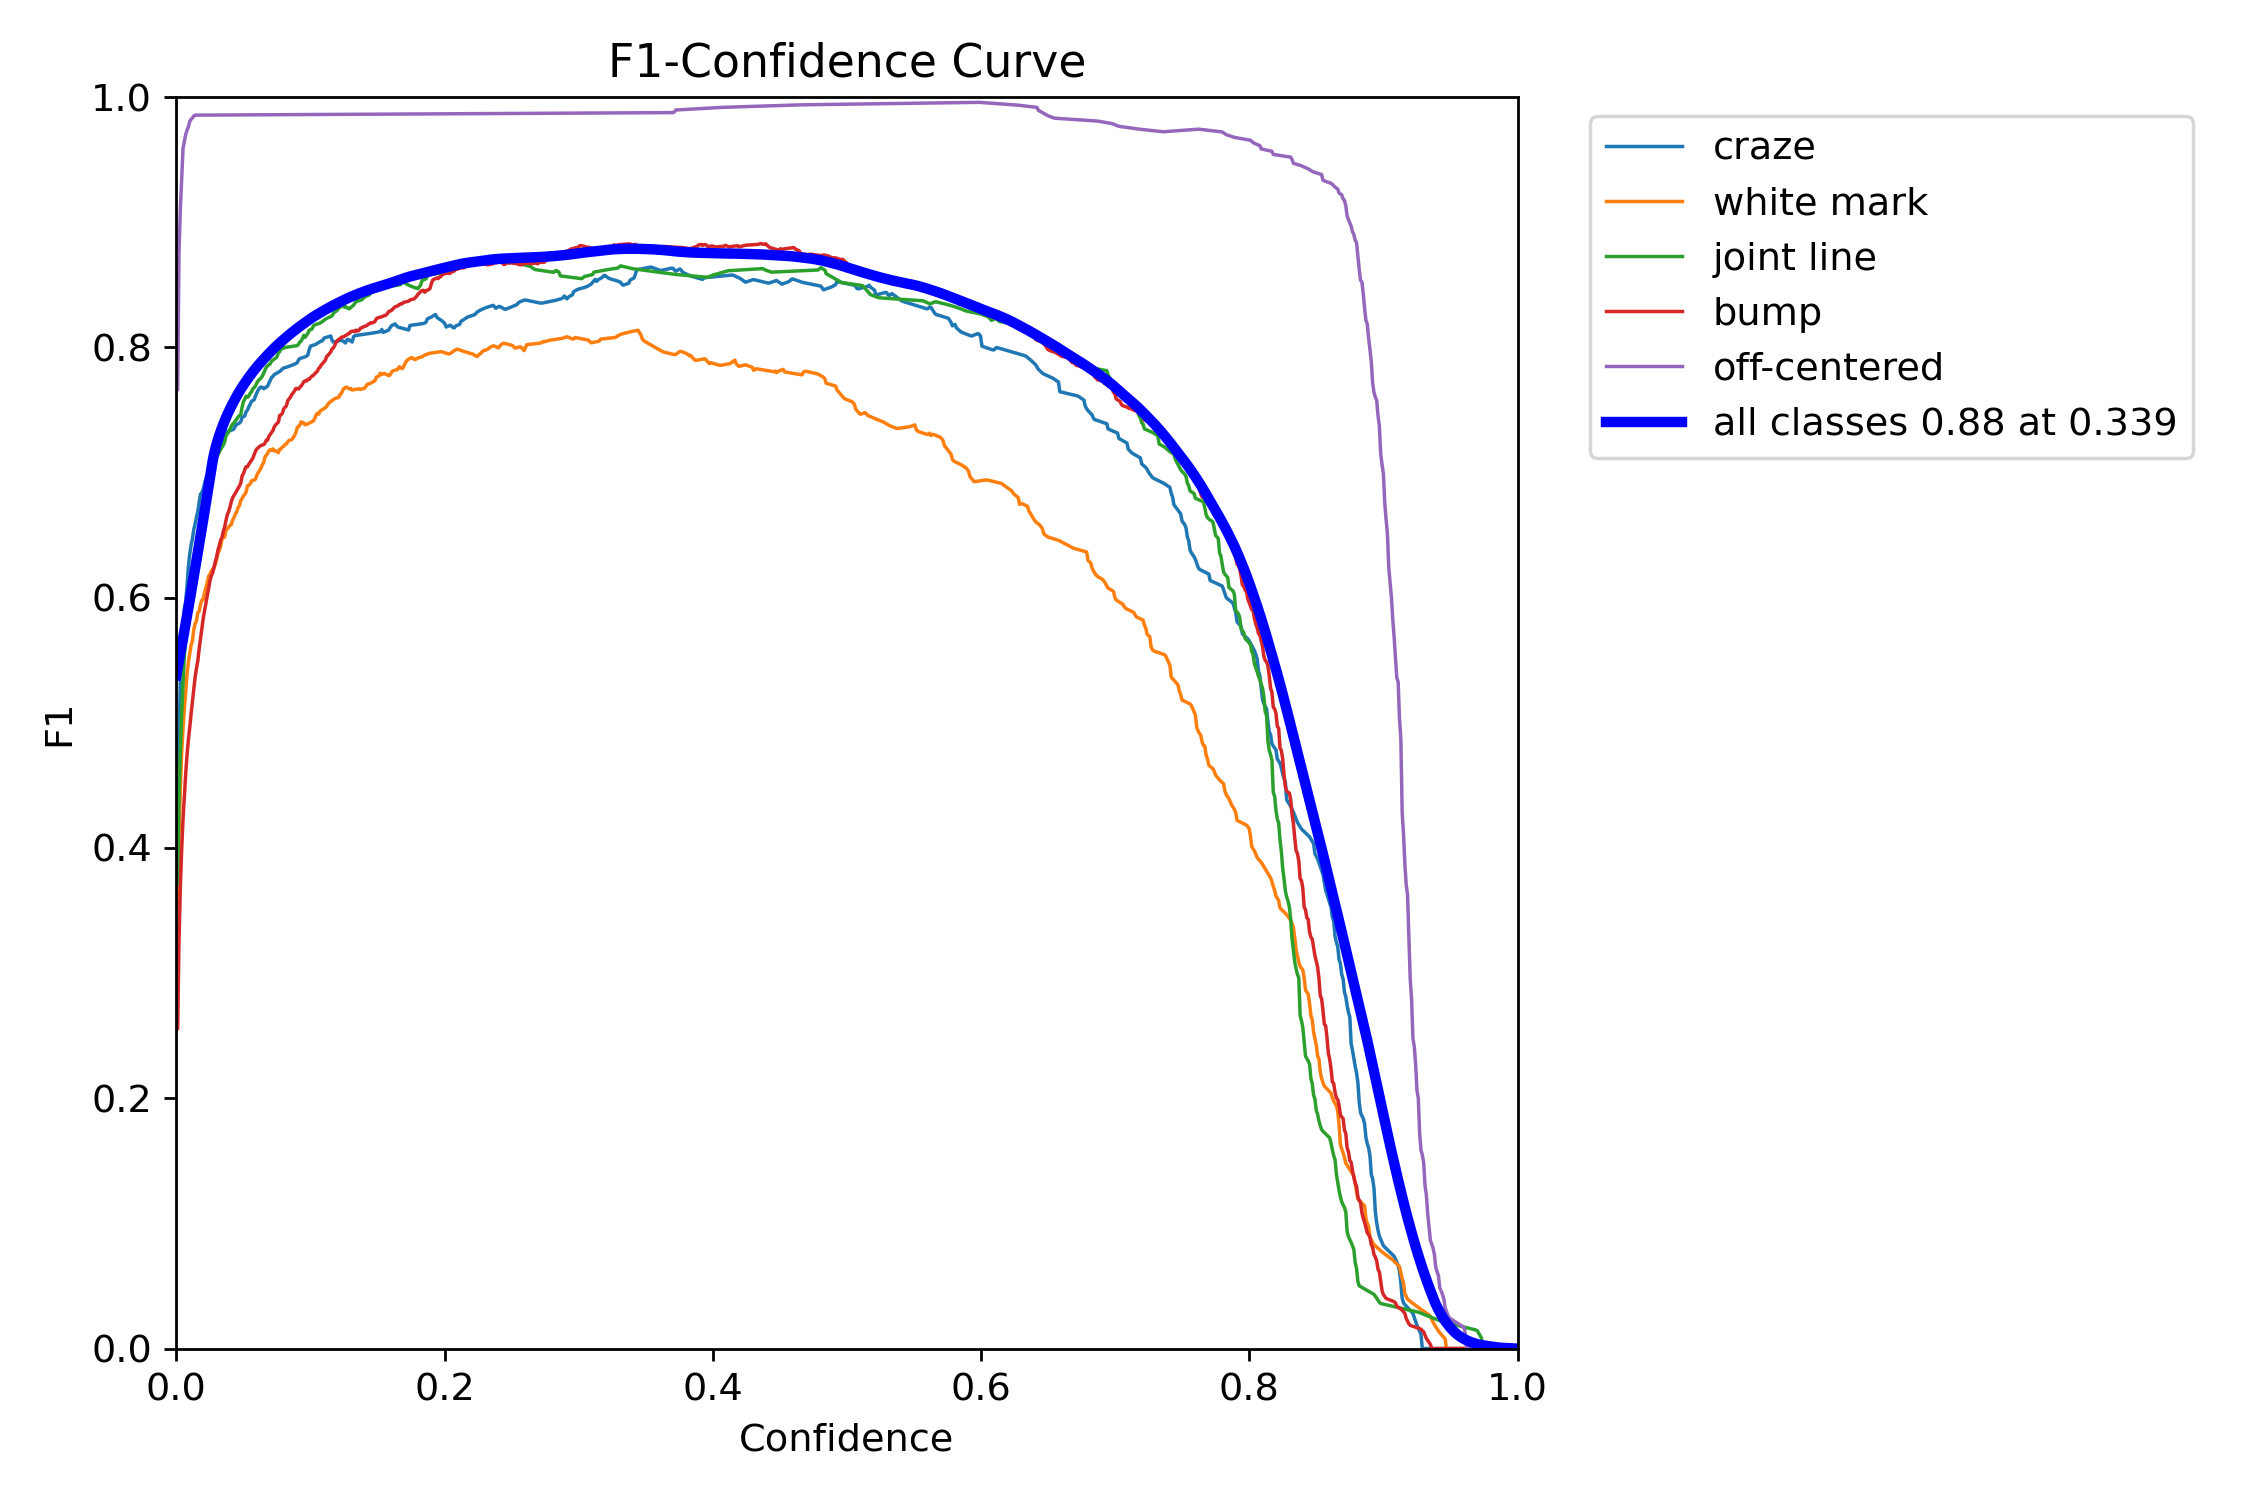 F1-Confidence Curve
1.0
0.8
0.6
0.4
0.2
0.0
F1
0.0 0.2 0.4 0.6 0.8 1.0
Confidence
craze
white mark
joint line
bump
off-centered
all classes 0.88 at 0.339